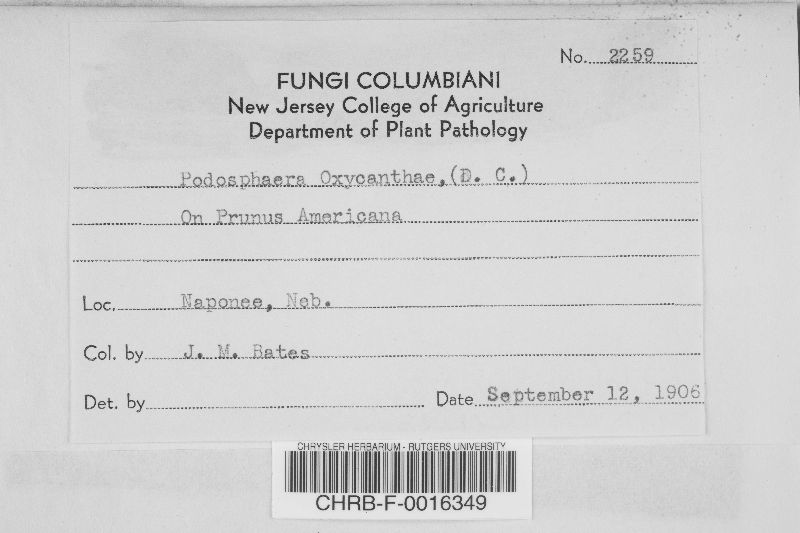 No. 2259
FUNGI COLUMBIANI
New Jersey College of Agriculture
Department of Plant Pathology
Podosphaera Oxycanthae,(D. C.)
On Prunus Americana
Loc. Naponee, Neb.
Col. by J. M. Bates
Det. by
Date September 12, 1906
CHRYSLER HERBARIUM - RUTGERS UNIVERSITY
CHRB-F-0016349